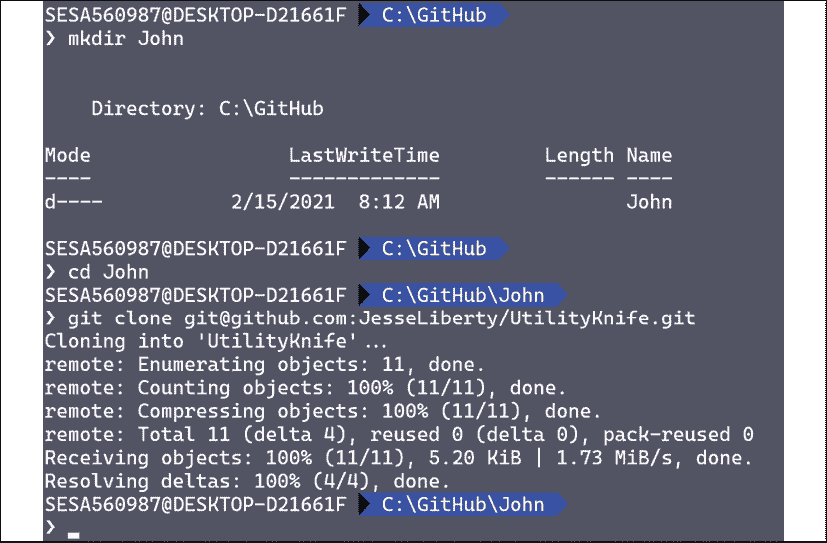 SESA560987@DESKTOP-D21661F C:\GitHub
❯ mkdir John
Directory: C:\GitHub
Mode LastWriteTime Length Name
---- ------------- ------ ----
d---- 2/15/2021 8:12 AM John
SESA560987@DESKTOP-D21661F C:\GitHub
❯ cd John
SESA560987@DESKTOP-D21661F C:\GitHub\John
❯ git clone git@github.com:JesseLiberty/UtilityKnife.git
Cloning into 'UtilityKnife'...
remote: Enumerating objects: 11, done.
remote: Counting objects: 100% (11/11), done.
remote: Compressing objects: 100% (11/11), done.
remote: Total 11 (delta 4), reused 0 (delta 0), pack-reused 0
Receiving objects: 100% (11/11), 5.20 KiB | 1.73 MiB/s, done.
Resolving deltas: 100% (4/4), done.
SESA560987@DESKTOP-D21661F C:\GitHub\John
❯